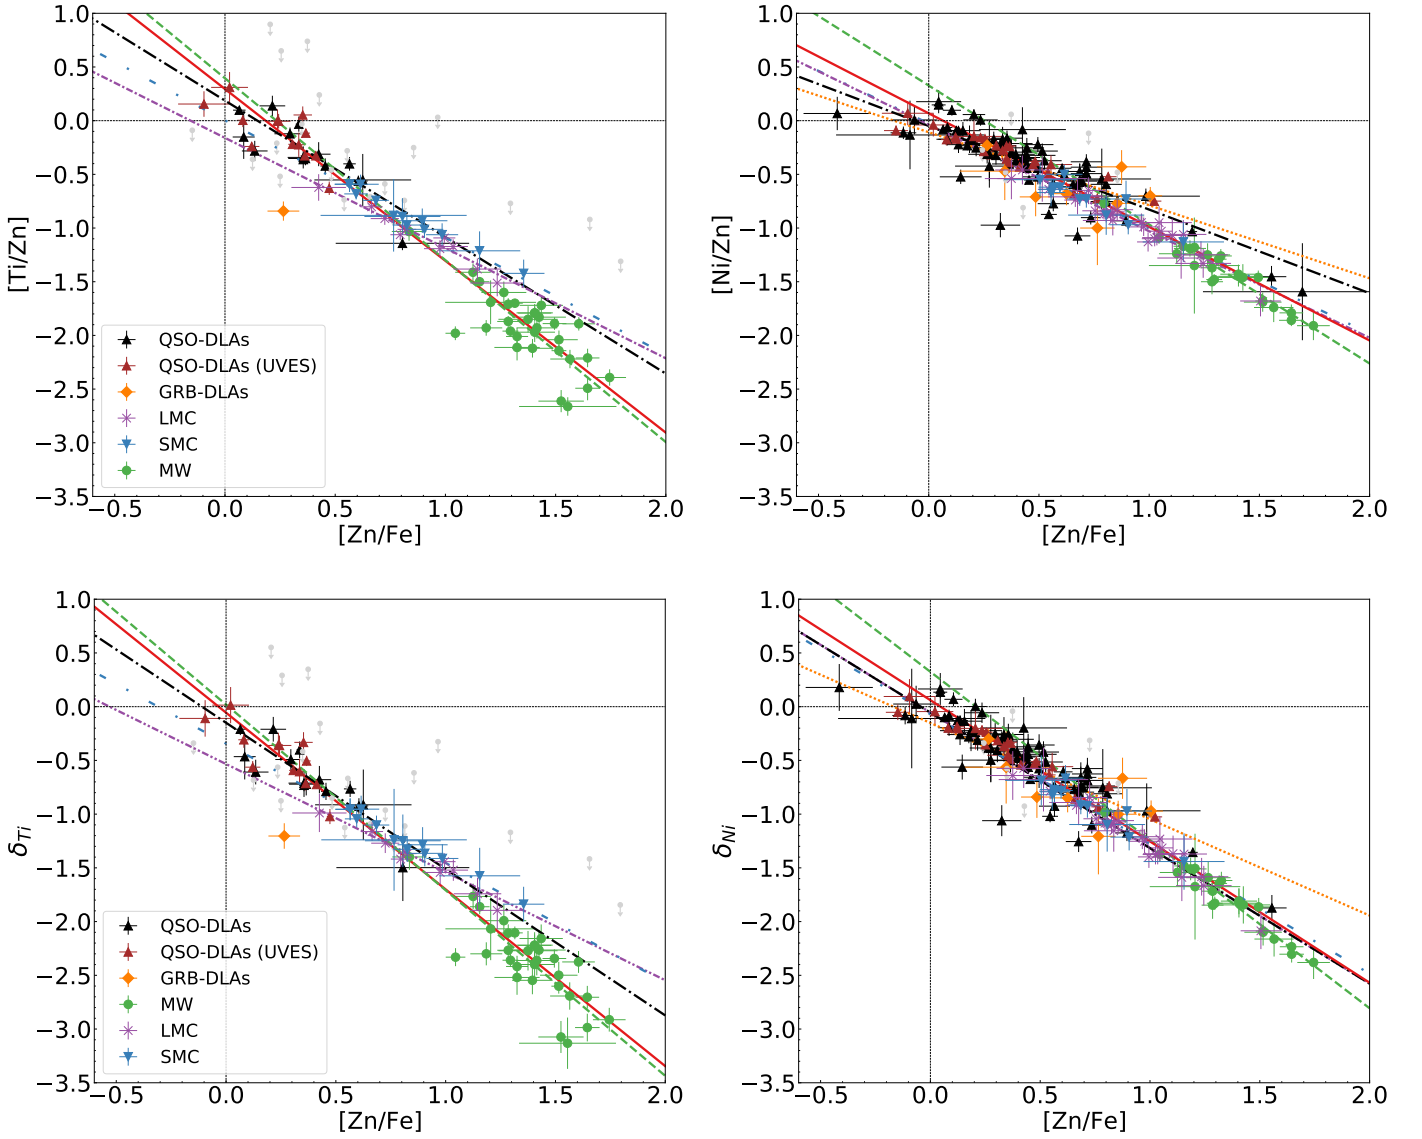 1.0
0.5
0.0
−0.5
−1.0
−1.5
−2.0
−2.5
−3.0
−3.5
[Ti/Zn]
QSO-DLAs
QSO-DLAs (UVES)
GRB-DLAs
LMC
SMC
MW
−0.5 0.0 0.5 1.0 1.5 2.0
[Zn/Fe]
1.0
0.5
0.0
−0.5
−1.0
−1.5
−2.0
−2.5
−3.0
−3.5
[Ni/Zn]
−0.5 0.0 0.5 1.0 1.5 2.0
[Zn/Fe]
1.0
0.5
0.0
−0.5
−1.0
−1.5
−2.0
−2.5
−3.0
−3.5
δTi
QSO-DLAs
QSO-DLAs (UVES)
GRB-DLAs
MW
LMC
SMC
−0.5 0.0 0.5 1.0 1.5 2.0
[Zn/Fe]
1.0
0.5
0.0
−0.5
−1.0
−1.5
−2.0
−2.5
−3.0
−3.5
δNi
−0.5 0.0 0.5 1.0 1.5 2.0
[Zn/Fe]